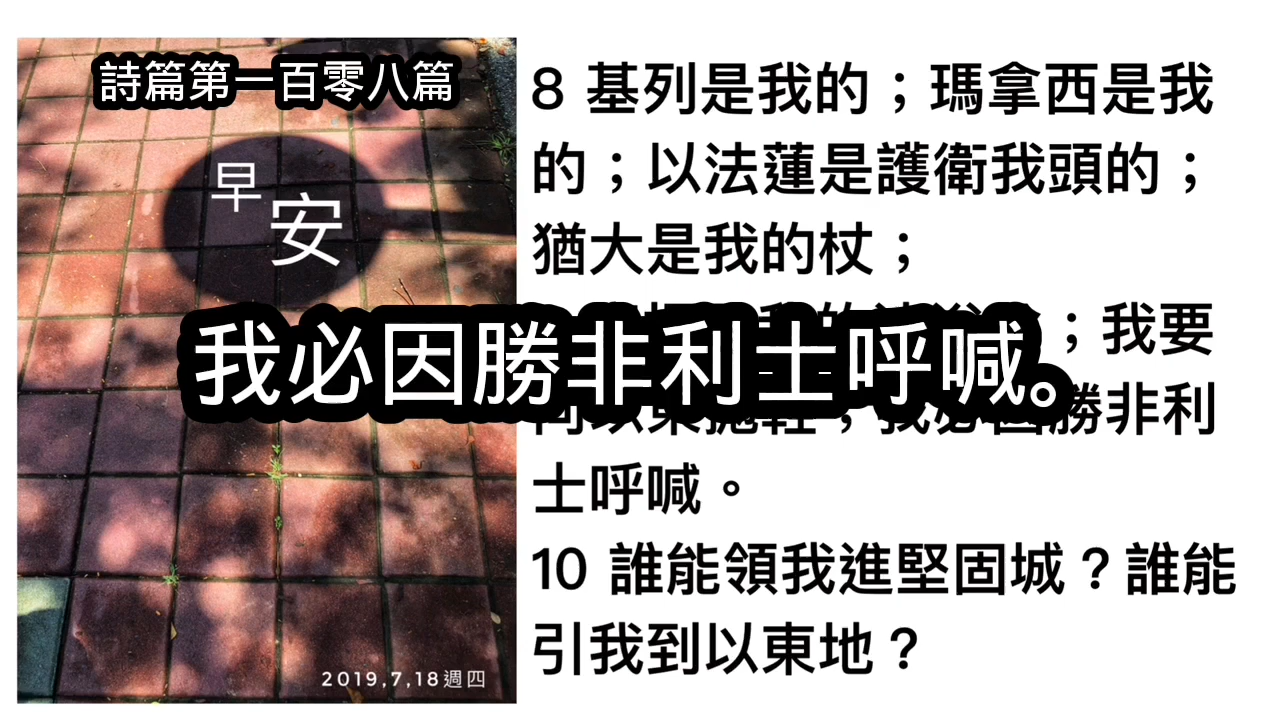 詩篇第一百零八篇
早
安
2019,7,18週四
8 基列是我的；瑪拿西是我
的；以法蓮是護衛我頭的；
猶大是我的杖；
；我要
勝非利
士呼喊。
10 誰能領我進堅固城？誰能
引我到以東地？
我必因勝非利士呼喊。